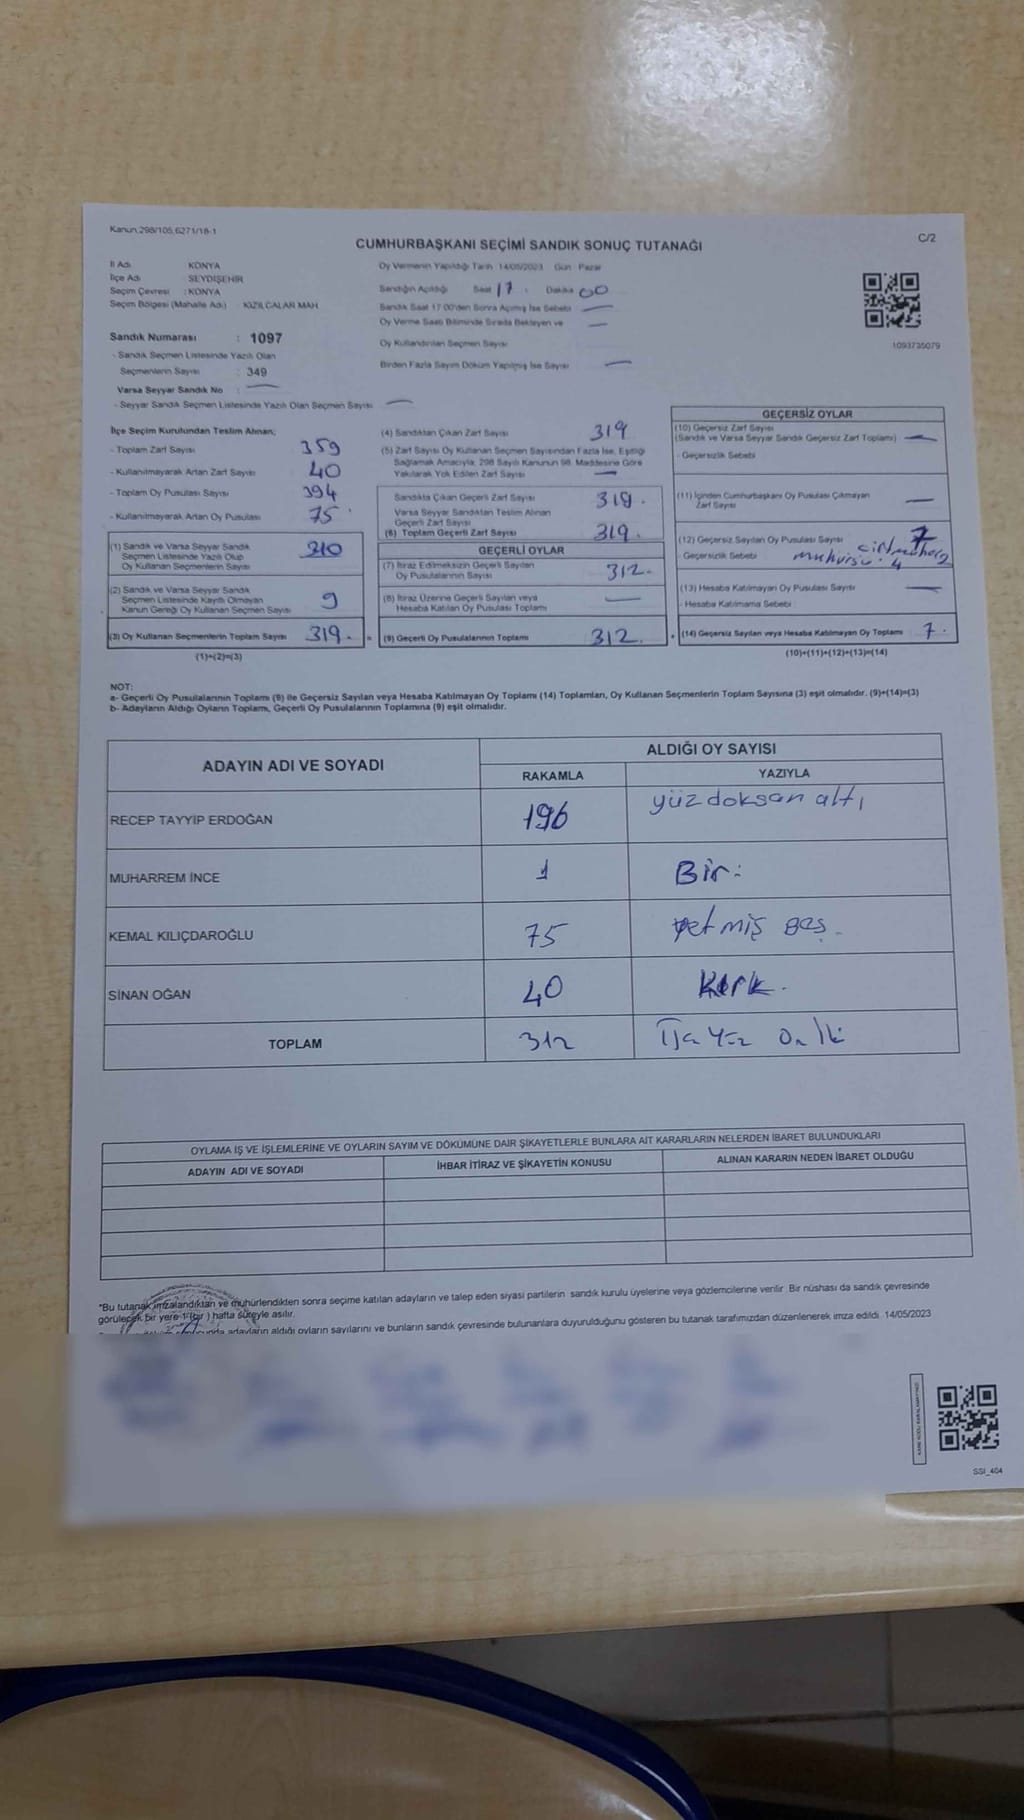 Kanun.298/105,6271/18-1
C/2
CUMHURBAŞKANI SEÇİMİ SANDIK SONUÇ TUTANAĞI
İl Adı KONYA
İlçe Adı SEYDİŞEHİR
Seçim Çevresi : KONYA
Seçim Bölgesi (Mahalle Adı) : KIZILCALAR MAH
Oy Vermenin Yapıldığı Tarih 14/05/2023 Gün Pazar
Sandığın Açıldığı Saat 17 : Dakika 00
Sandık Saat 17 00'den Sonra Açılmış İse Sebebi —
Oy Verme Saati Bitiminde Sırada Bekleyen ve —
Oy Kullandırılan Seçmen Sayısı
Birden Fazla Sayım Döküm Yapılmış İse Sayısı —
1093735079
Sandık Numarası : 1097
- Sandık Seçmen Listesinde Yazılı Olan
Seçmenlerin Sayısı : 349
Varsa Seyyar Sandık No : —
- Seyyar Sandık Seçmen Listesinde Yazılı Olan Seçmen Sayısı —
İlçe Seçim Kurulundan Teslim Alınan;
- Toplam Zarf Sayısı 359
- Kullanılmayarak Artan Zarf Sayısı 40
- Toplam Oy Pusulası Sayısı 394
- Kullanılmayarak Artan Oy Pusulası 75
(1) Sandık ve Varsa Seyyar Sandık
Seçmen Listesinde Yazılı Olup
Oy Kullanan Seçmenlerin Sayısı 310
(2) Sandık ve Varsa Seyyar Sandık
Seçmen Listesinde Kayıtlı Olmayan
Kanun Gereği Oy Kullanan Seçmen Sayısı 9
(3) Oy Kullanan Seçmenlerin Toplam Sayısı 319.
(1)+(2)=(3)
(4) Sandıktan Çıkan Zarf Sayısı 319
(5) Zarf Sayısı Oy Kullanan Seçmen Sayısından Fazla İse, Eşitliği
Sağlamak Amacıyla, 298 Sayılı Kanunun 98. Maddesine Göre
Yakılarak Yok Edilen Zarf Sayısı —
Sandıkta Çıkan Geçerli Zarf Sayısı 319.
Varsa Seyyar Sandıktan Teslim Alınan
Geçerli Zarf Sayısı
(6) Toplam Geçerli Zarf Sayısı 319.
GEÇERLİ OYLAR
(7) İtiraz Edilmeksizin Geçerli Sayılan
Oy Pusulalarının Sayısı 312.
(8) İtiraz Üzerine Geçerli Sayılan veya
Hesaba Katılan Oy Pusulası Toplamı —
= (9) Geçerli Oy Pusulalarının Toplamı 312.
GEÇERSİZ OYLAR
(10) Geçersiz Zarf Sayısı
(Sandık ve Varsa Seyyar Sandık Geçersiz Zarf Toplamı) —
- Geçersizlik Sebebi
(11) İçinden Cumhurbaşkanı Oy Pusulası Çıkmayan
Zarf Sayısı —
(12) Geçersiz Sayılan Oy Pusulası Sayısı 7
- Geçersizlik Sebebi
(13) Hesaba Katılmayan Oy Pusulası Sayısı —
- Hesaba Katılmama Sebebi
+ (14) Geçersiz Sayılan veya Hesaba Katılmayan Oy Toplamı 7.
(10)+(11)+(12)+(13)=(14)
NOT:
a- Geçerli Oy Pusulalarının Toplamı (9) ile Geçersiz Sayılan veya Hesaba Katılmayan Oy Toplamı (14) Toplamları, Oy Kullanan Seçmenlerin Toplam Sayısına (3) eşit olmalıdır. (9)+(14)=(3)
b- Adayların Aldığı Oyların Toplamı, Geçerli Oy Pusulalarının Toplamına (9) eşit olmalıdır.
ADAYIN ADI VE SOYADI
ALDIĞI OY SAYISI
RAKAMLA YAZIYLA
RECEP TAYYİP ERDOĞAN 196 yüz doksan altı
MUHARREM İNCE 1 Bir:
KEMAL KILIÇDAROĞLU 75 yetmiş beş.
SİNAN OĞAN 40 Kırk.
TOPLAM 312 Üçyüz on iki
OYLAMA İŞ VE İŞLEMLERİNE VE OYLARIN SAYIM VE DÖKÜMÜNE DAİR ŞİKAYETLERLE BUNLARA AİT KARARLARIN NELERDEN İBARET BULUNDUKLARI
ADAYIN ADI VE SOYADI İHBAR İTİRAZ VE ŞİKAYETİN KONUSU ALINAN KARARIN NEDEN İBARET OLDUĞU
*Bu tutanak imzalandıktan ve mühürlendikten sonra seçime katılan adayların ve talep eden siyasi partilerin sandık kurulu üyelerine veya gözlemcilerine verilir. Bir nüshası da sandık çevresinde
görülecek bir yere 1 (bir) hafta süreyle asılır.
adayların aldığı oyların sayılarını ve bunların sandık çevresinde bulunanlara duyurulduğunu gösteren bu tutanak tarafımızdan düzenlenerek imza edildi. 14/05/2023
SSI_404